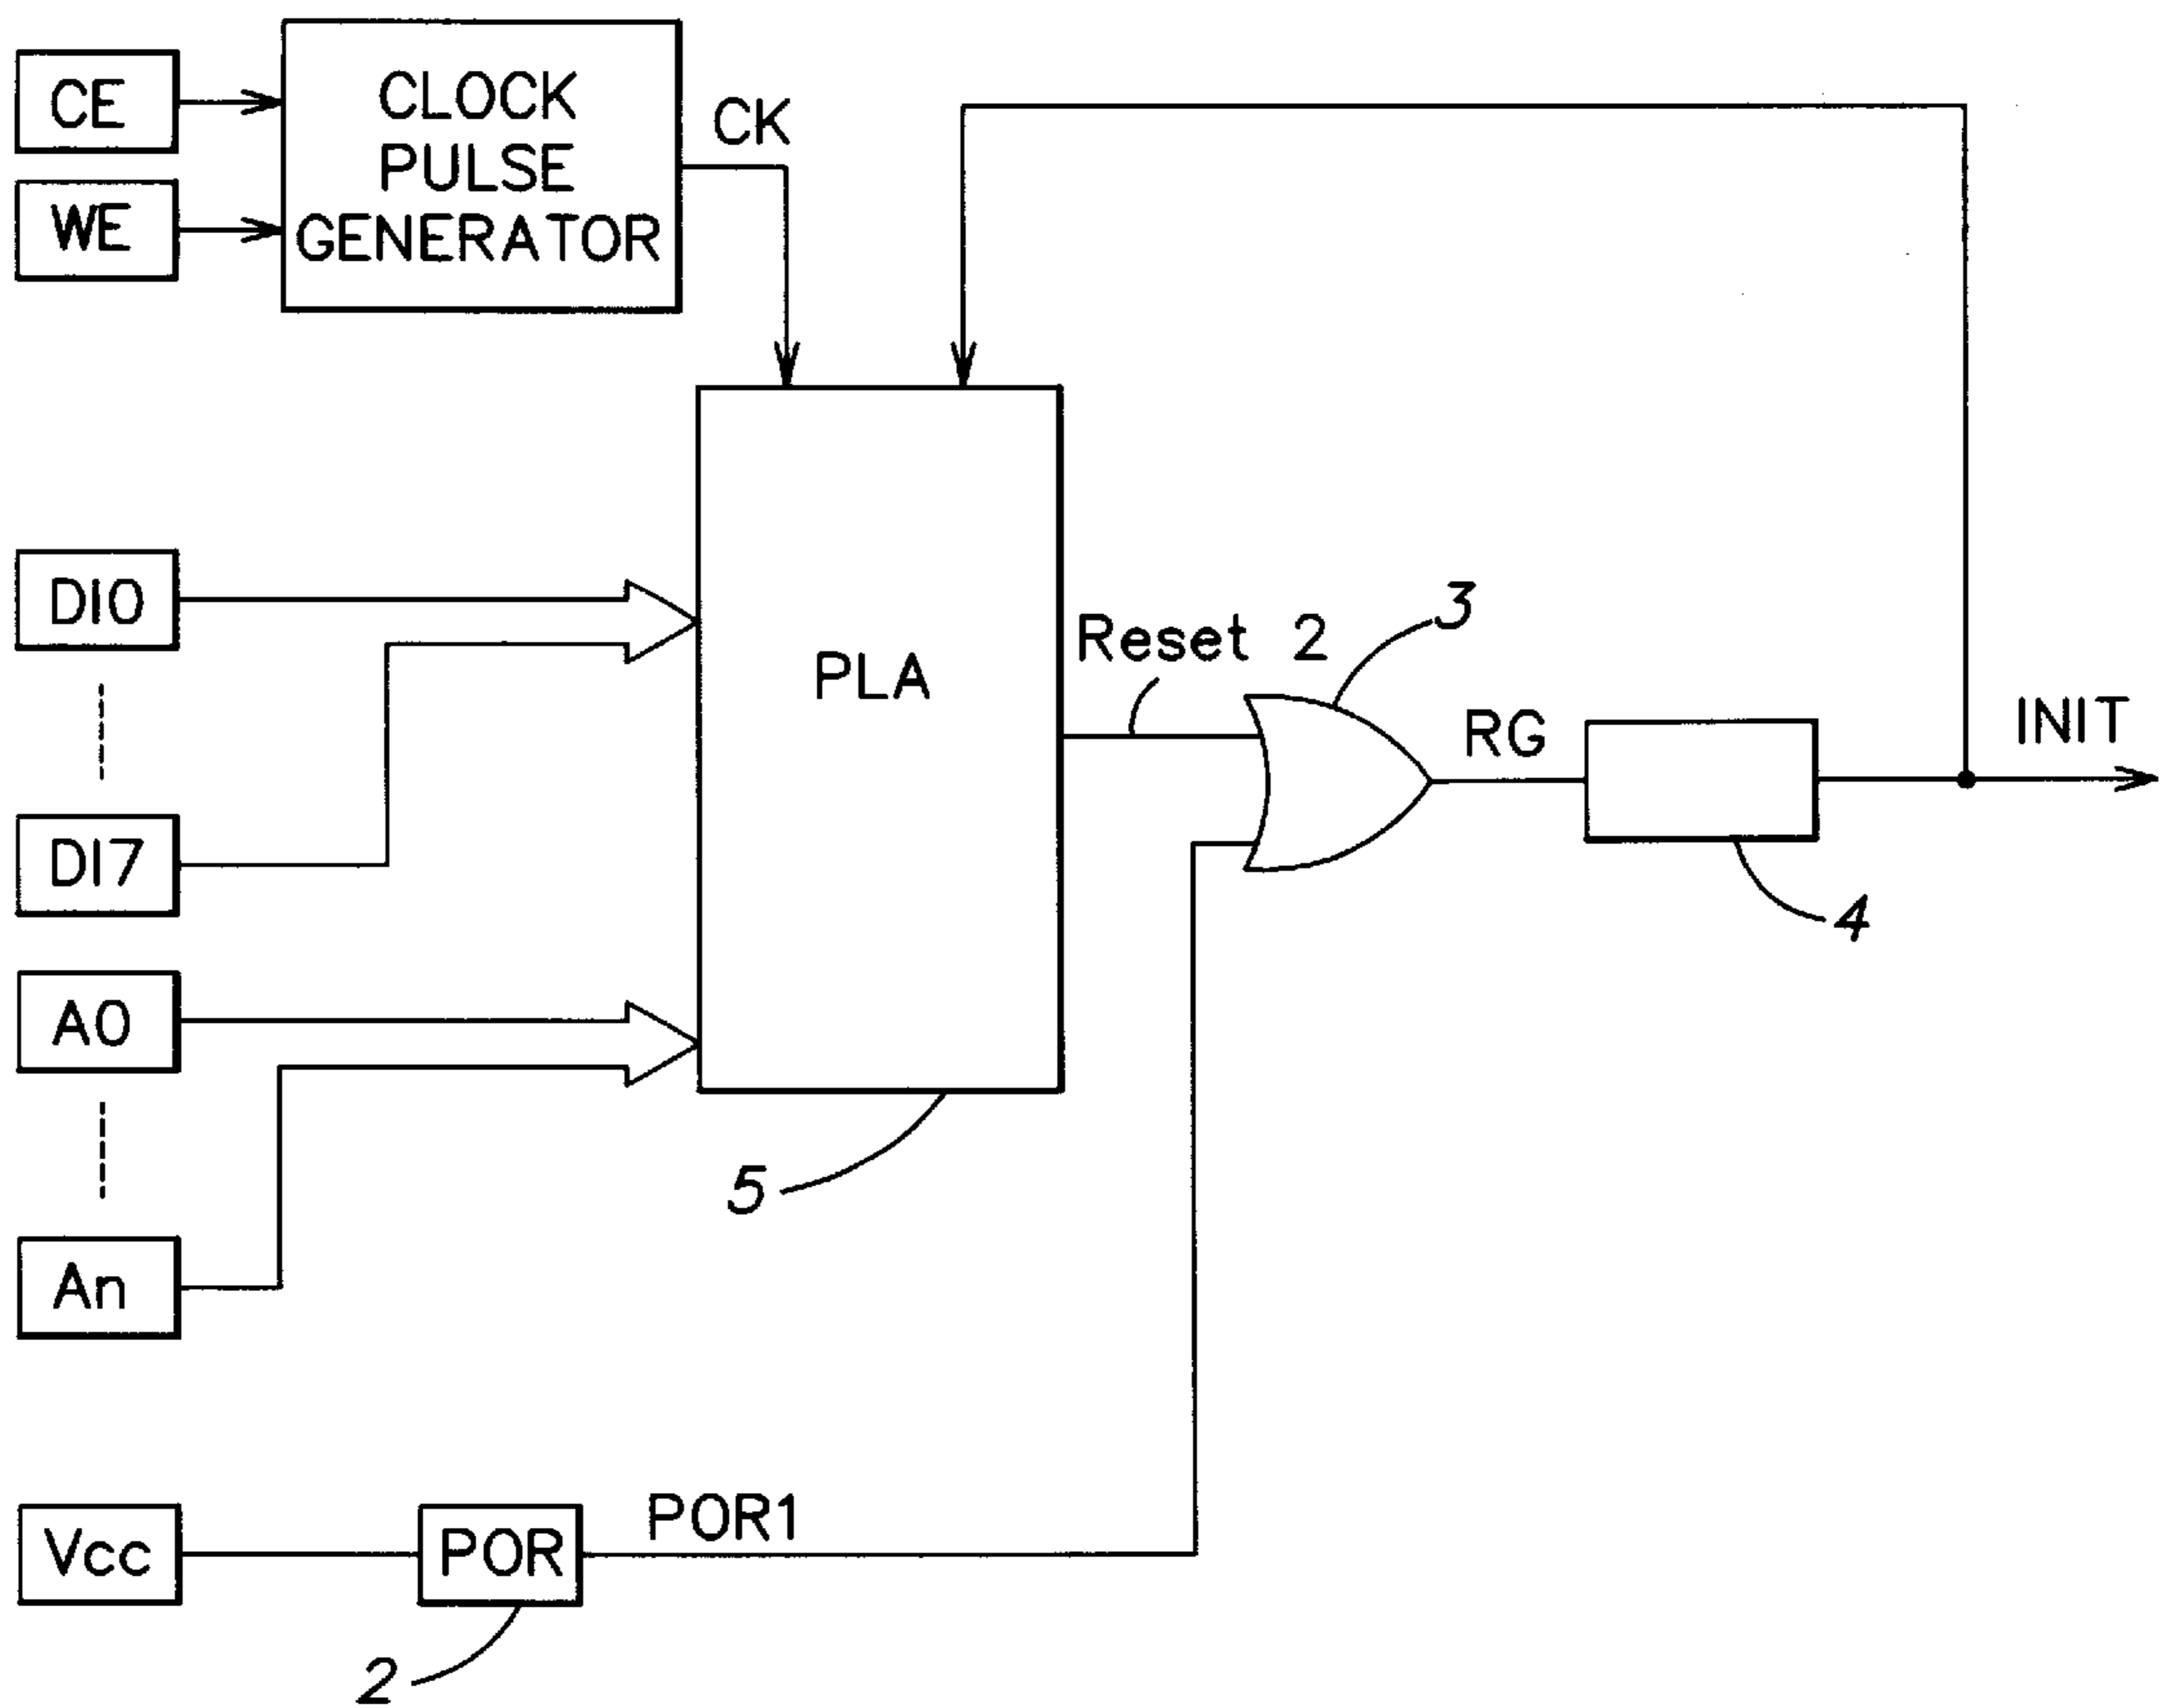 CE
CLOCK
PULSE
GENERATOR
CK
WE
DI0
Reset 2
3
PLA
RG
INIT
DI7
4
A0
5
An
Vcc
POR
POR1
2